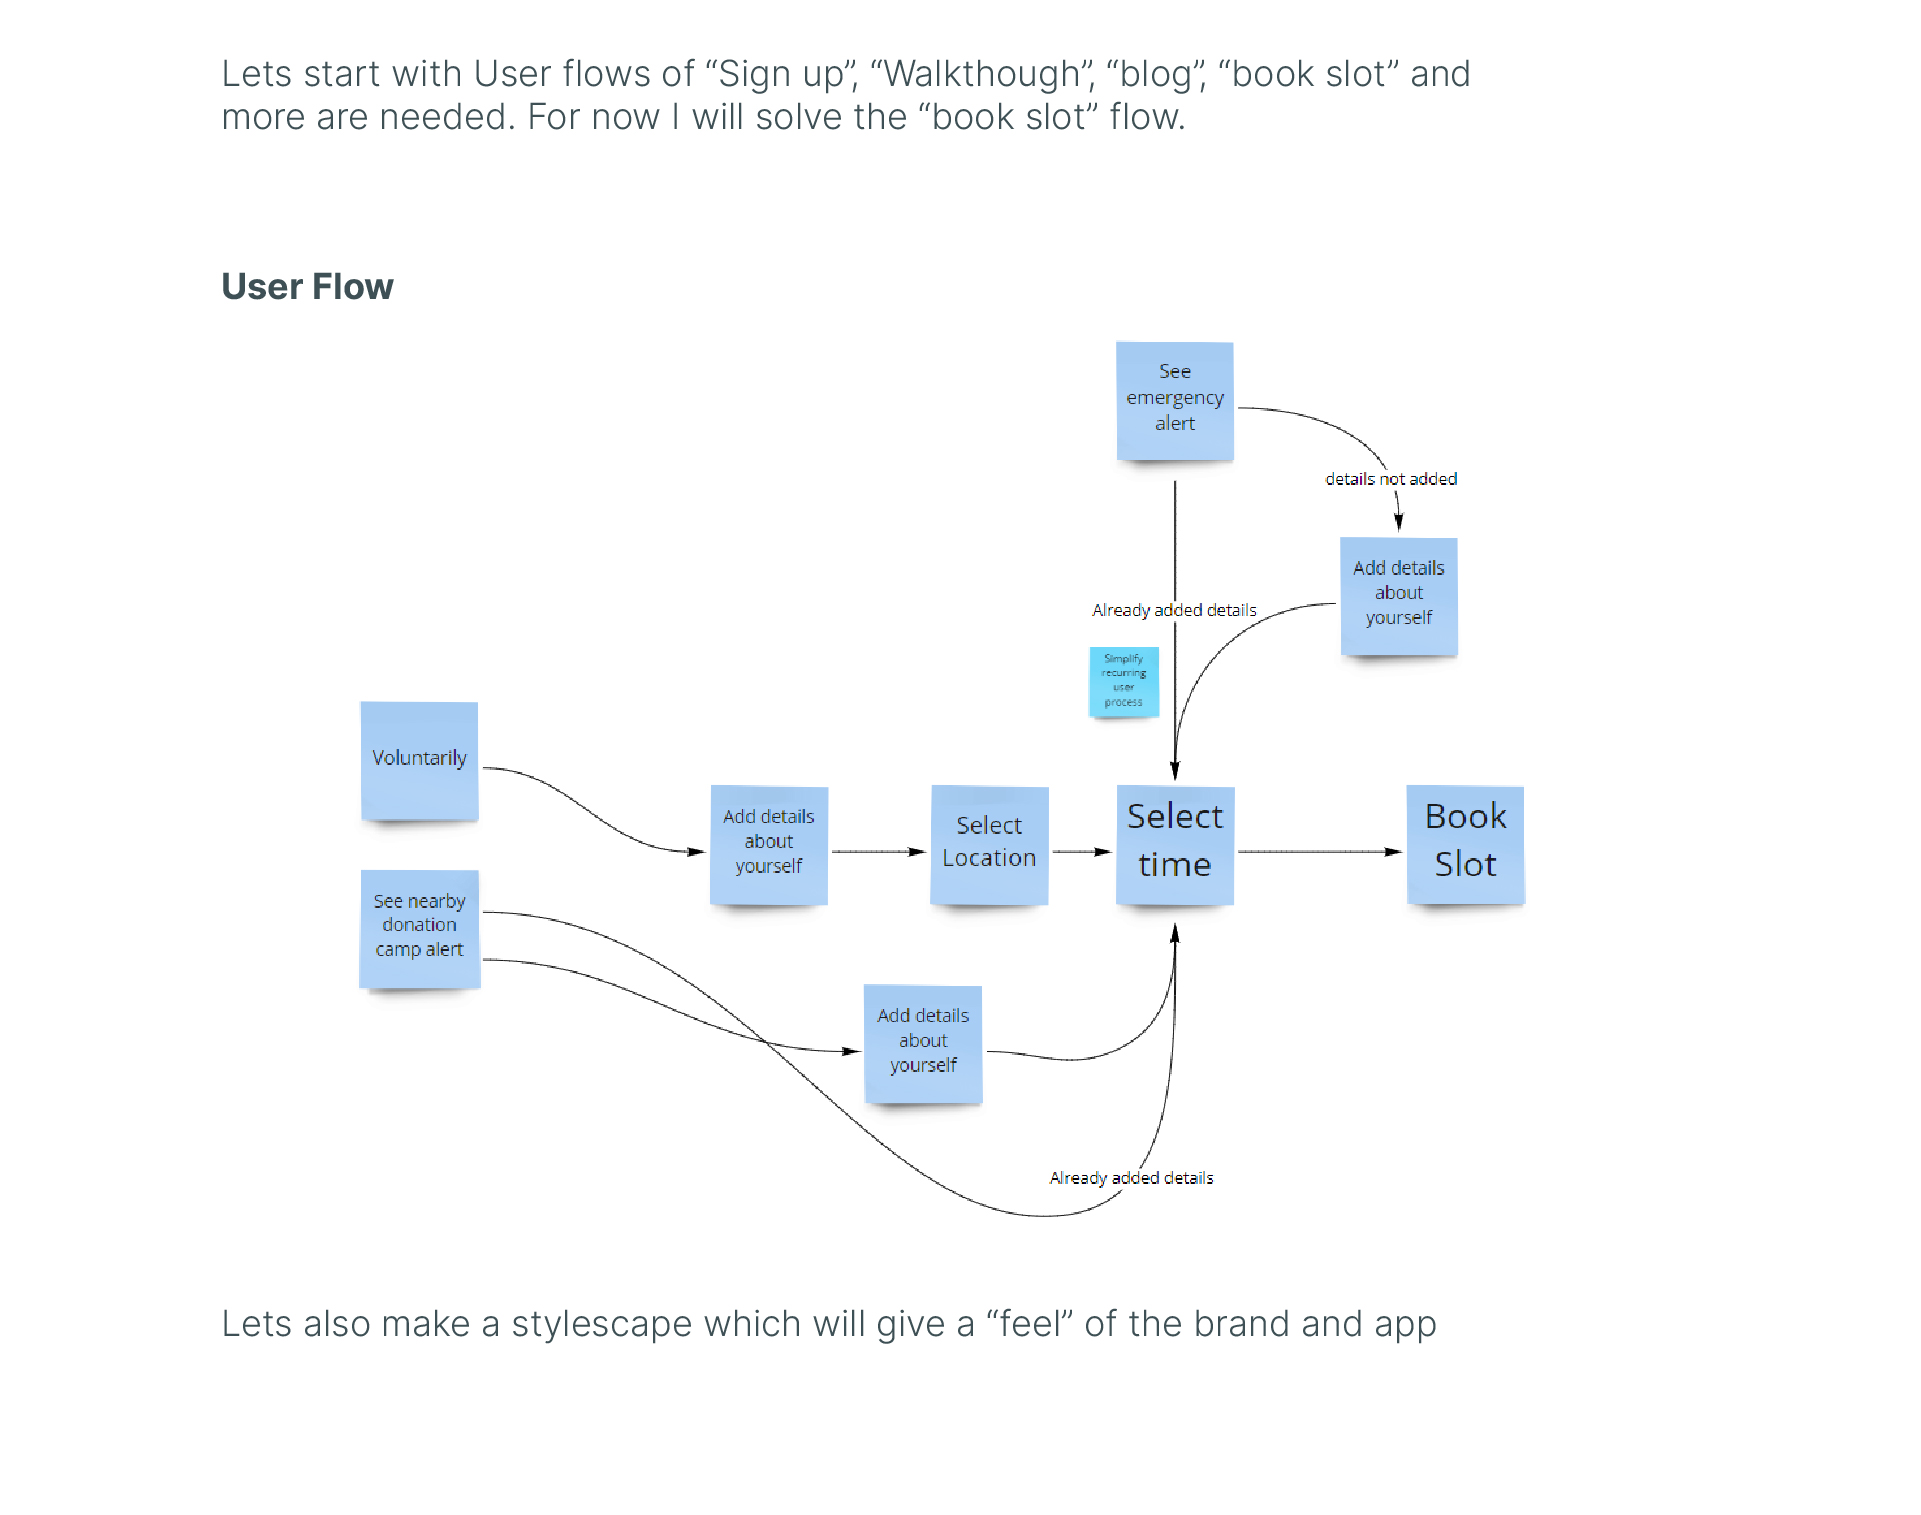 Lets start with User flows of “Sign up”, “Walkthough”, “blog”, “book slot” and
more are needed. For now I will solve the “book slot” flow.
User Flow
See
emergency
alert
details not added
Add details
about
yourself
Already added details
Simplify
recurring
user
process
Voluntarily
Add details
about
yourself
Select
Location
Select
time
Book
Slot
See nearby
donation
camp alert
Add details
about
yourself
Already added details
Lets also make a stylescape which will give a “feel” of the brand and app